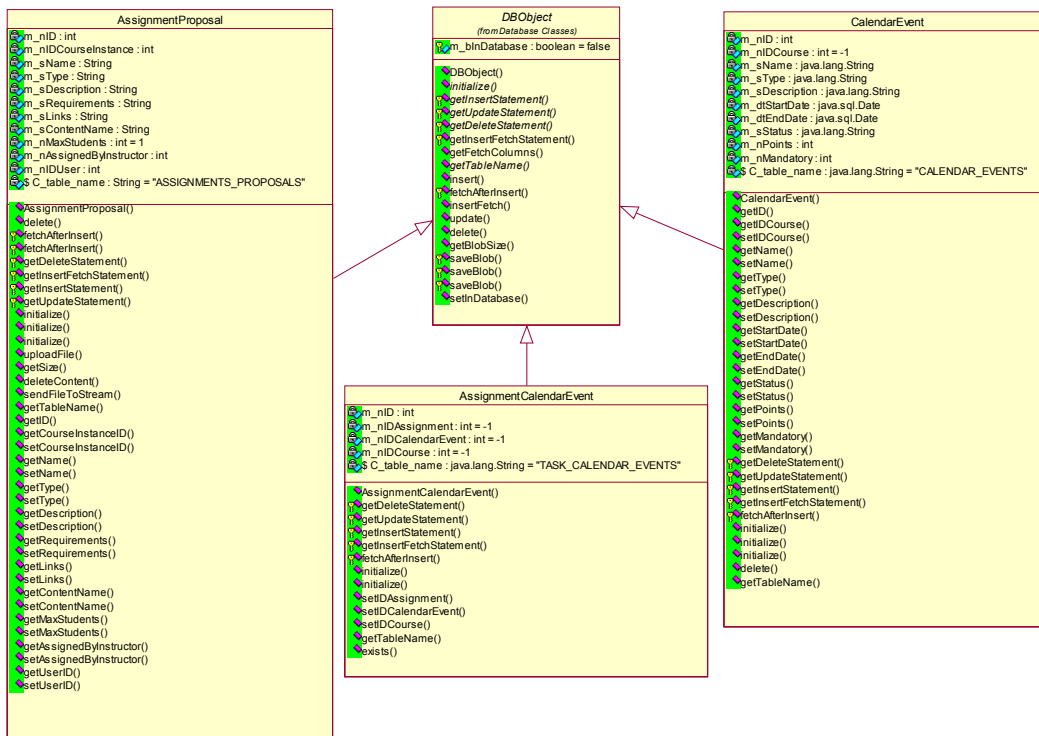 AssignmentProposal
m_nID : int
m_nIDCourseInstance : int
m_sName : String
m_sType : String
m_sDescription : String
m_sRequirements : String
m_sLinks : String
m_sContentName : String
m_nMaxStudents : int = 1
m_nAssignedByInstructor : int
m_nIDUser : int
$ C_table_name : String = "ASSIGNMENTS_PROPOSALS"
AssignmentProposal()
delete()
fetchAfterInsert()
fetchAfterInsert()
getDeleteStatement()
getInsertFetchStatement()
getInsertStatement()
getUpdateStatement()
initialize()
initialize()
initialize()
uploadFile()
getSize()
deleteContent()
sendFileToStream()
getTableName()
getID()
getCourseInstanceID()
setCourseInstanceID()
getName()
setName()
getType()
setType()
getDescription()
setDescription()
getRequirements()
setRequirements()
getLinks()
setLinks()
getContentName()
setContentName()
getMaxStudents()
setMaxStudents()
getAssignedByInstructor()
setAssignedByInstructor()
getUserID()
setUserID()
DBObject
(from Database Classes)
m_bInDatabase : boolean = false
DBObject()
initialize()
getInsertStatement()
getUpdateStatement()
getDeleteStatement()
getInsertFetchStatement()
getFetchColumns()
getTableName()
insert()
fetchAfterInsert()
insertFetch()
update()
delete()
getBlobSize()
saveBlob()
saveBlob()
saveBlob()
setInDatabase()
AssignmentCalendarEvent
m_nID : int
m_nIDAssignment : int = -1
m_nIDCalendarEvent : int = -1
m_nIDCourse : int = -1
$ C_table_name : java.lang.String = "TASK_CALENDAR_EVENTS"
AssignmentCalendarEvent()
getDeleteStatement()
getUpdateStatement()
getInsertStatement()
getInsertFetchStatement()
fetchAfterInsert()
initialize()
initialize()
setIDAssignment()
setIDCalendarEvent()
setIDCourse()
getTableName()
exists()
CalendarEvent
m_nID : int
m_nIDCourse : int = -1
m_sName : java.lang.String
m_sType : java.lang.String
m_sDescription : java.lang.String
m_dtStartDate : java.sql.Date
m_dtEndDate : java.sql.Date
m_sStatus : java.lang.String
m_nPoints : int
m_nMandatory : int
$ C_table_name : java.lang.String = "CALENDAR_EVENTS"
CalendarEvent()
getID()
getIDCourse()
setIDCourse()
getName()
setName()
getType()
setType()
getDescription()
setDescription()
getStartDate()
setStartDate()
getEndDate()
setEndDate()
getStatus()
setStatus()
getPoints()
setPoints()
getMandatory()
setMandatory()
getDeleteStatement()
getUpdateStatement()
getInsertStatement()
getInsertFetchStatement()
fetchAfterInsert()
initialize()
initialize()
initialize()
delete()
getTableName()